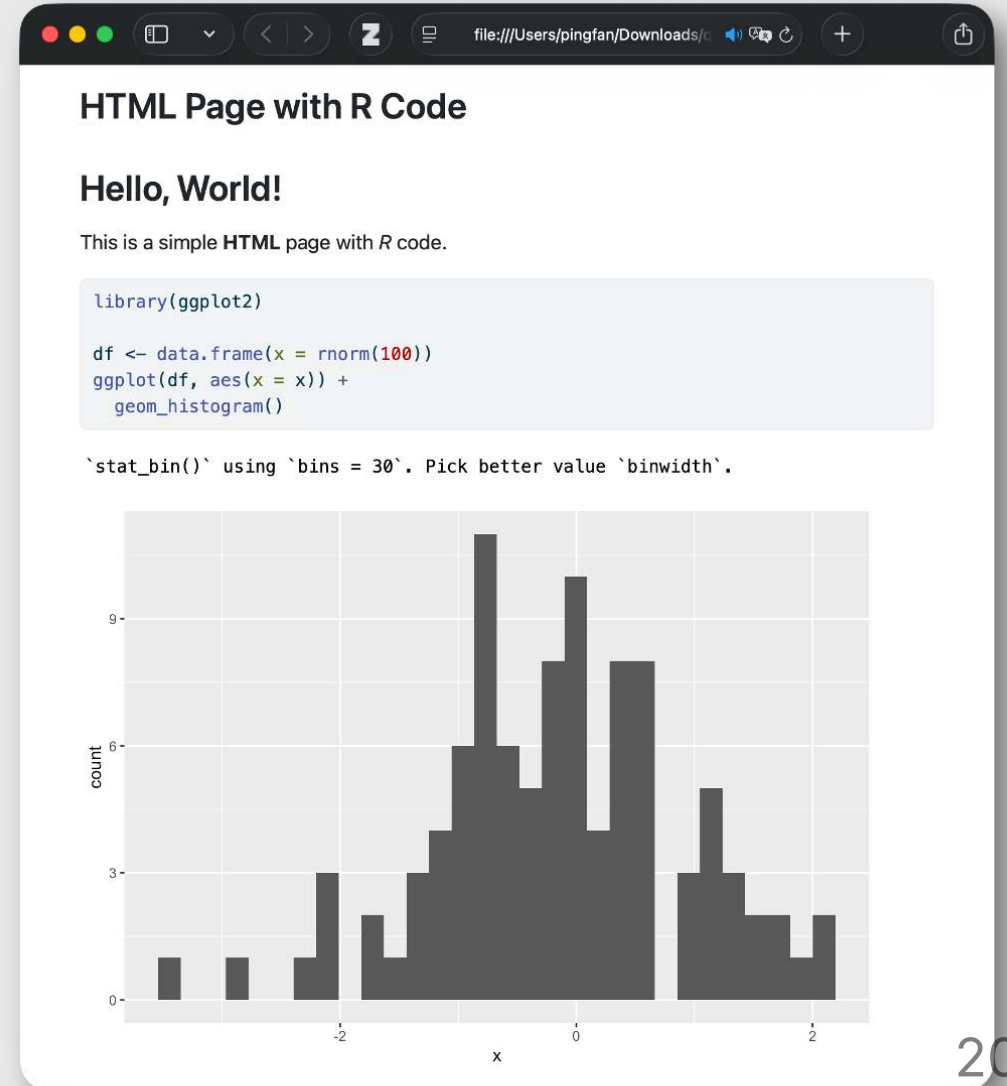 Z
file:///Users/pingfan/Downloads/
HTML Page with R Code
Hello, World!
This is a simple HTML page with R code.
library(ggplot2)
df <- data.frame(x = rnorm(100))
ggplot(df, aes(x = x)) +
  geom_histogram()
`stat_bin()` using `bins = 30`. Pick better value `binwidth`.
9
6
3
0
count
-2
0
2
x